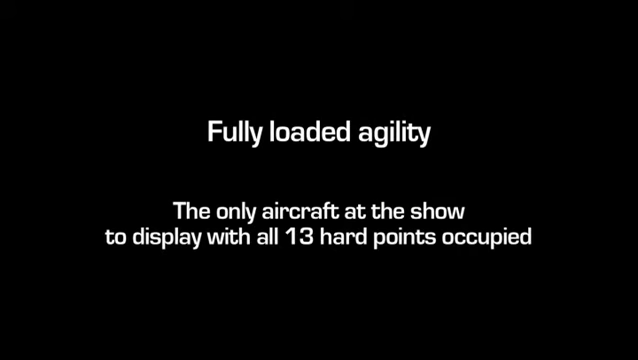 Fully loaded agility
The only aircraft at the show
to display with all 13 hard points occupied